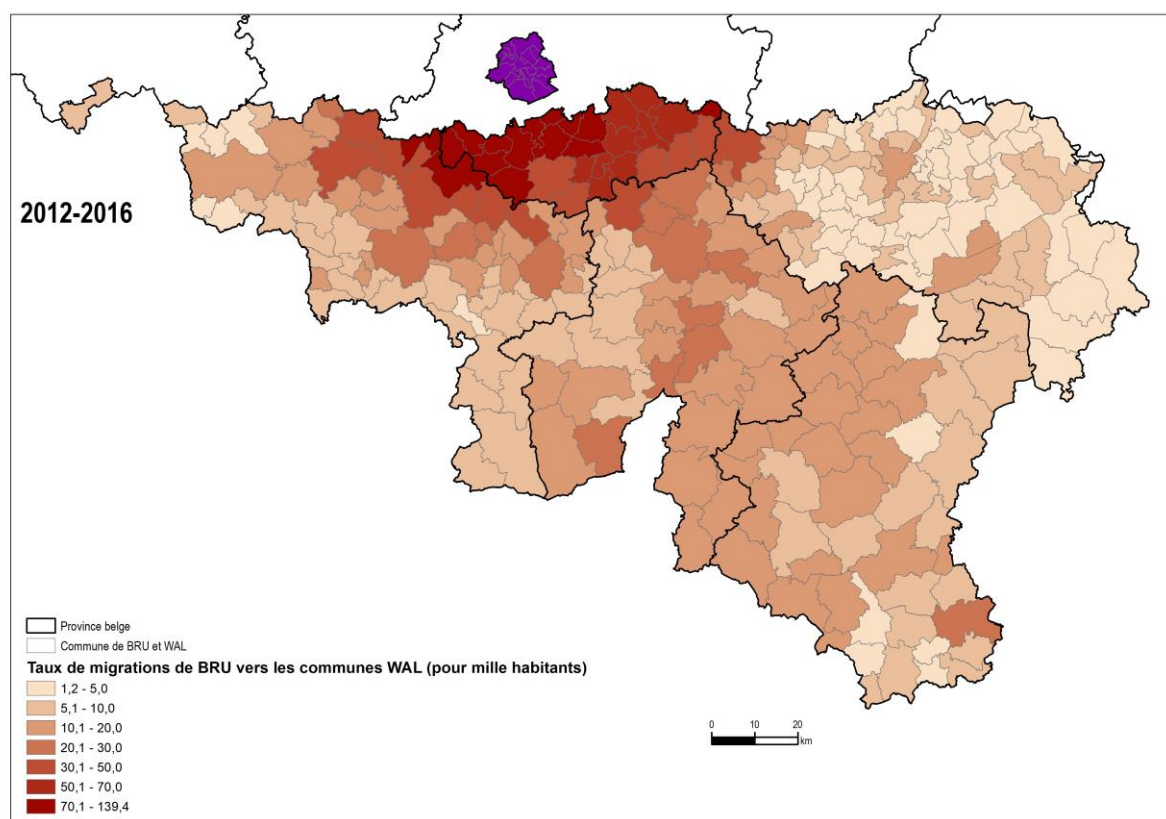 2012-2016
Province belge
Commune de BRU et WAL
Taux de migrations de BRU vers les communes WAL (pour mille habitants)
1,2 - 5,0
5,1 - 10,0
10,1 - 20,0
20,1 - 30,0
30,1 - 50,0
50,1 - 70,0
70,1 - 139,4
0 10 20
km